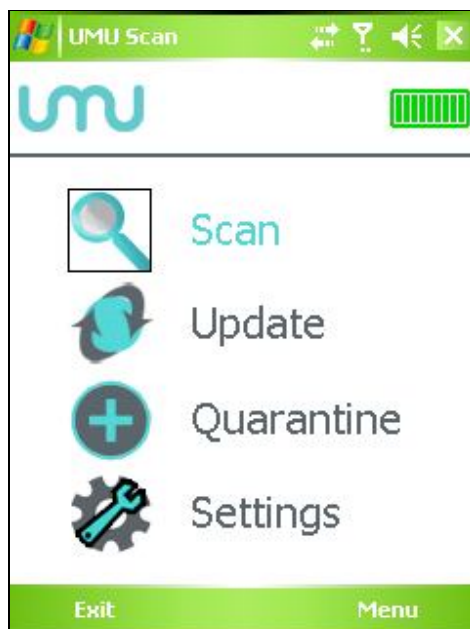 UMU Scan
umu
Scan
Update
Quarantine
Settings
Exit
Menu